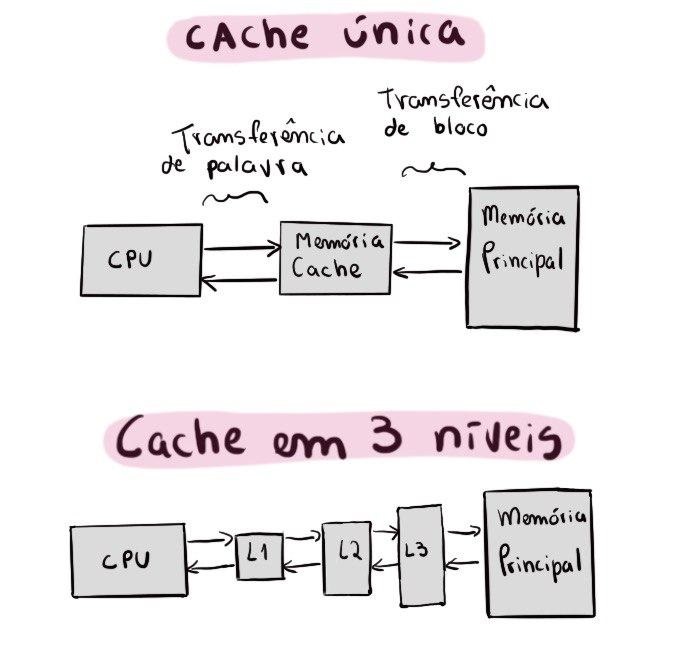 CAche única
Transferência
de bloco
Transferência
de palavra
CPU
Memória
Cache
Memória
Principal
Cache em 3 níveis
CPU
L1
L2
L3
Memória
Principal